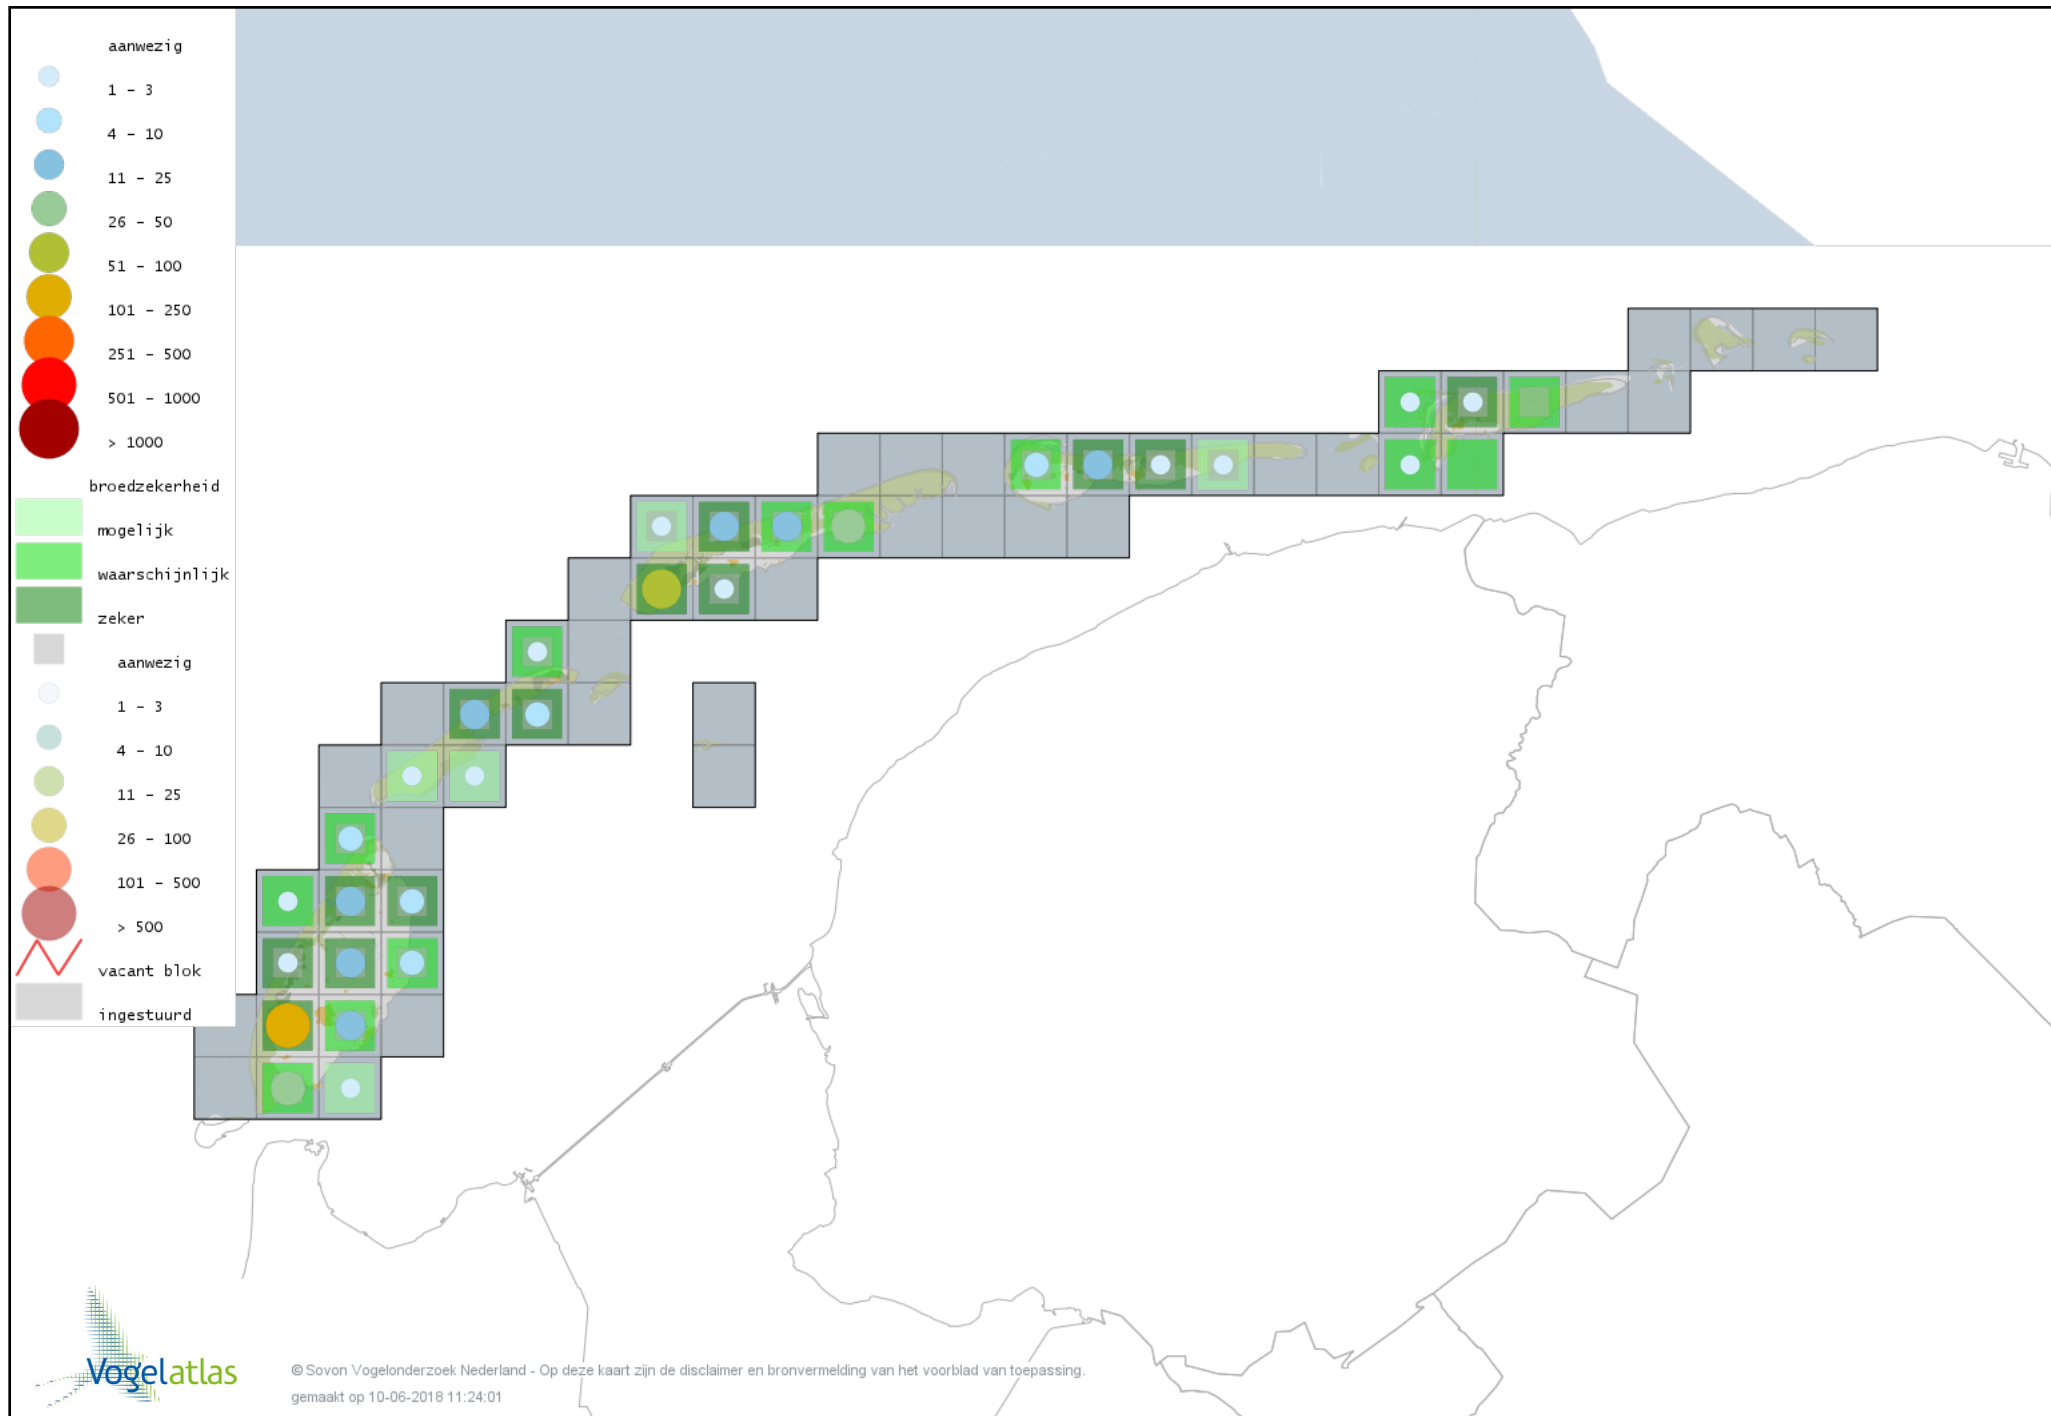 aanwezig
1 - 3
4 - 10
11 - 25
26 - 50
51 - 100
101 - 250
251 - 500
501 - 1000
> 1000
broedzekerheid
mogelijk
waarschijnlijk
zeker
aanwezig
1 - 3
4 - 10
11 - 25
26 - 100
101 - 500
> 500
vacant blok
ingestuurd
Vogelatlas
© Sovon Vogelonderzoek Nederland - Op deze kaart zijn de disclaimer en bronvermelding van het voorblad van toepassing.
gemaakt op 10-06-2018 11:24:01